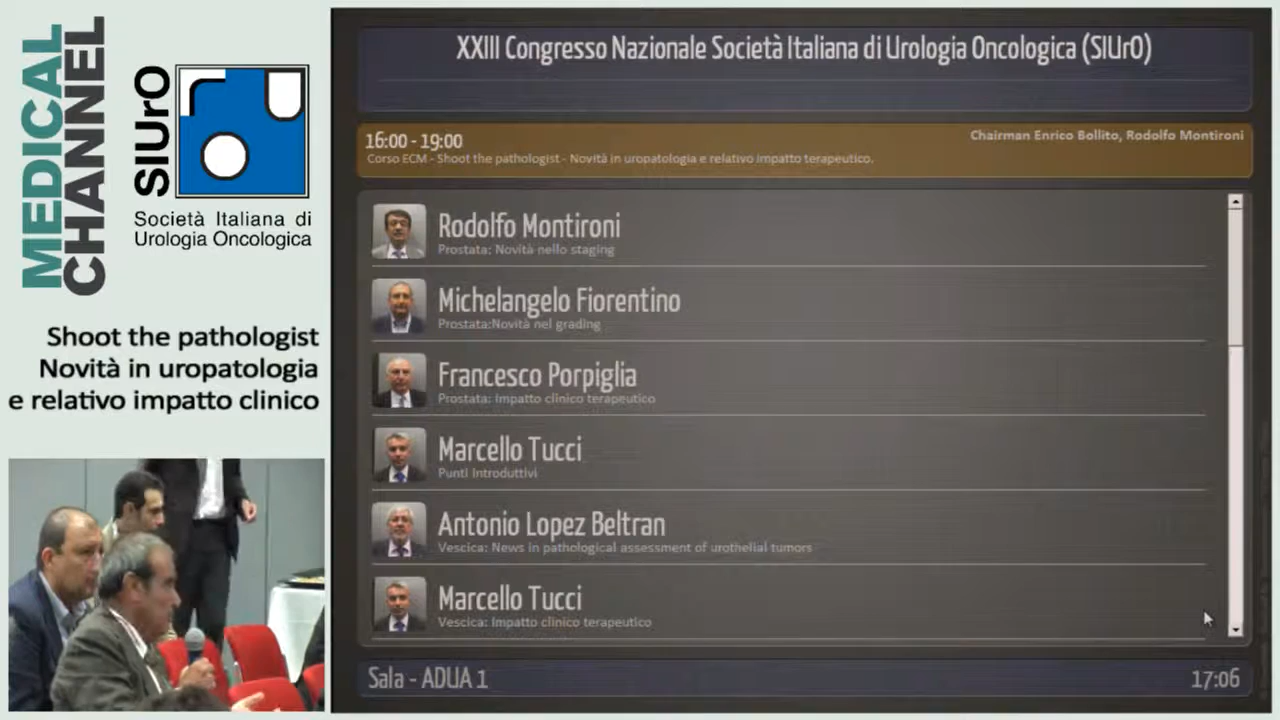 MEDICAL
CHANNEL
SIUrO
Società Italiana di
Urologia Oncologica
Shoot the pathologist
Novità in uropatologia
e relativo impatto clinico
XXIII Congresso Nazionale Società Italiana di Urologia Oncologica (SIUrO)
16:00 - 19:00
Chairman Enrico Bollito, Rodolfo Montironi
Corso ECM - Shoot the pathologist - Novità in uropatologia e relativo impatto terapeutico.
Rodolfo Montironi
Prostata: Novità nello staging
Michelangelo Fiorentino
Prostata:Novità nel grading
Francesco Porpiglia
Prostata: Impatto clinico terapeutico
Marcello Tucci
Punti Introduttivi
Antonio Lopez Beltran
Vescica: News in pathological assessment of urothelial tumors
Marcello Tucci
Vescica: Impatto clinico terapeutico
Sala - ADUA 1
17:06